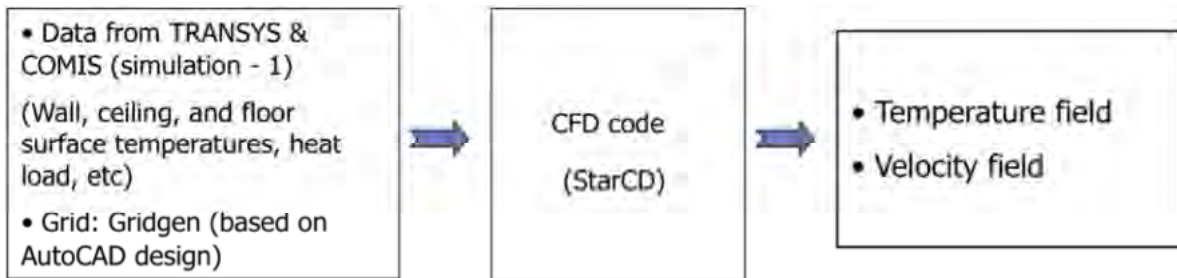 • Data from TRANSYS &
COMIS (simulation - 1)
(Wall, ceiling, and floor
surface temperatures, heat
load, etc)
• Grid: Gridgen (based on
AutoCAD design)
CFD code
(StarCD)
• Temperature field
• Velocity field